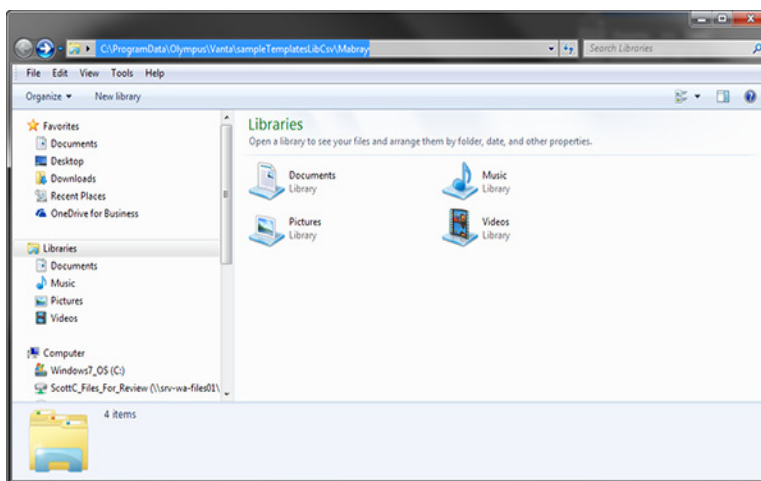 C:\ProgramData\Olympus\Vanta\sampleTemplatesLibCsv\Mabray
Search Libraries
File Edit View Tools Help
Organize New library
Favorites
Documents
Desktop
Downloads
Recent Places
OneDrive for Business
Libraries
Documents
Music
Pictures
Videos
Computer
Windows7_OS (C:)
ScottC_Files_For_Review (\\srv-wa-files01\
Libraries
Open a library to see your files and arrange them by folder, date, and other properties.
Documents
Library
Music
Library
Pictures
Library
Videos
Library
4 items